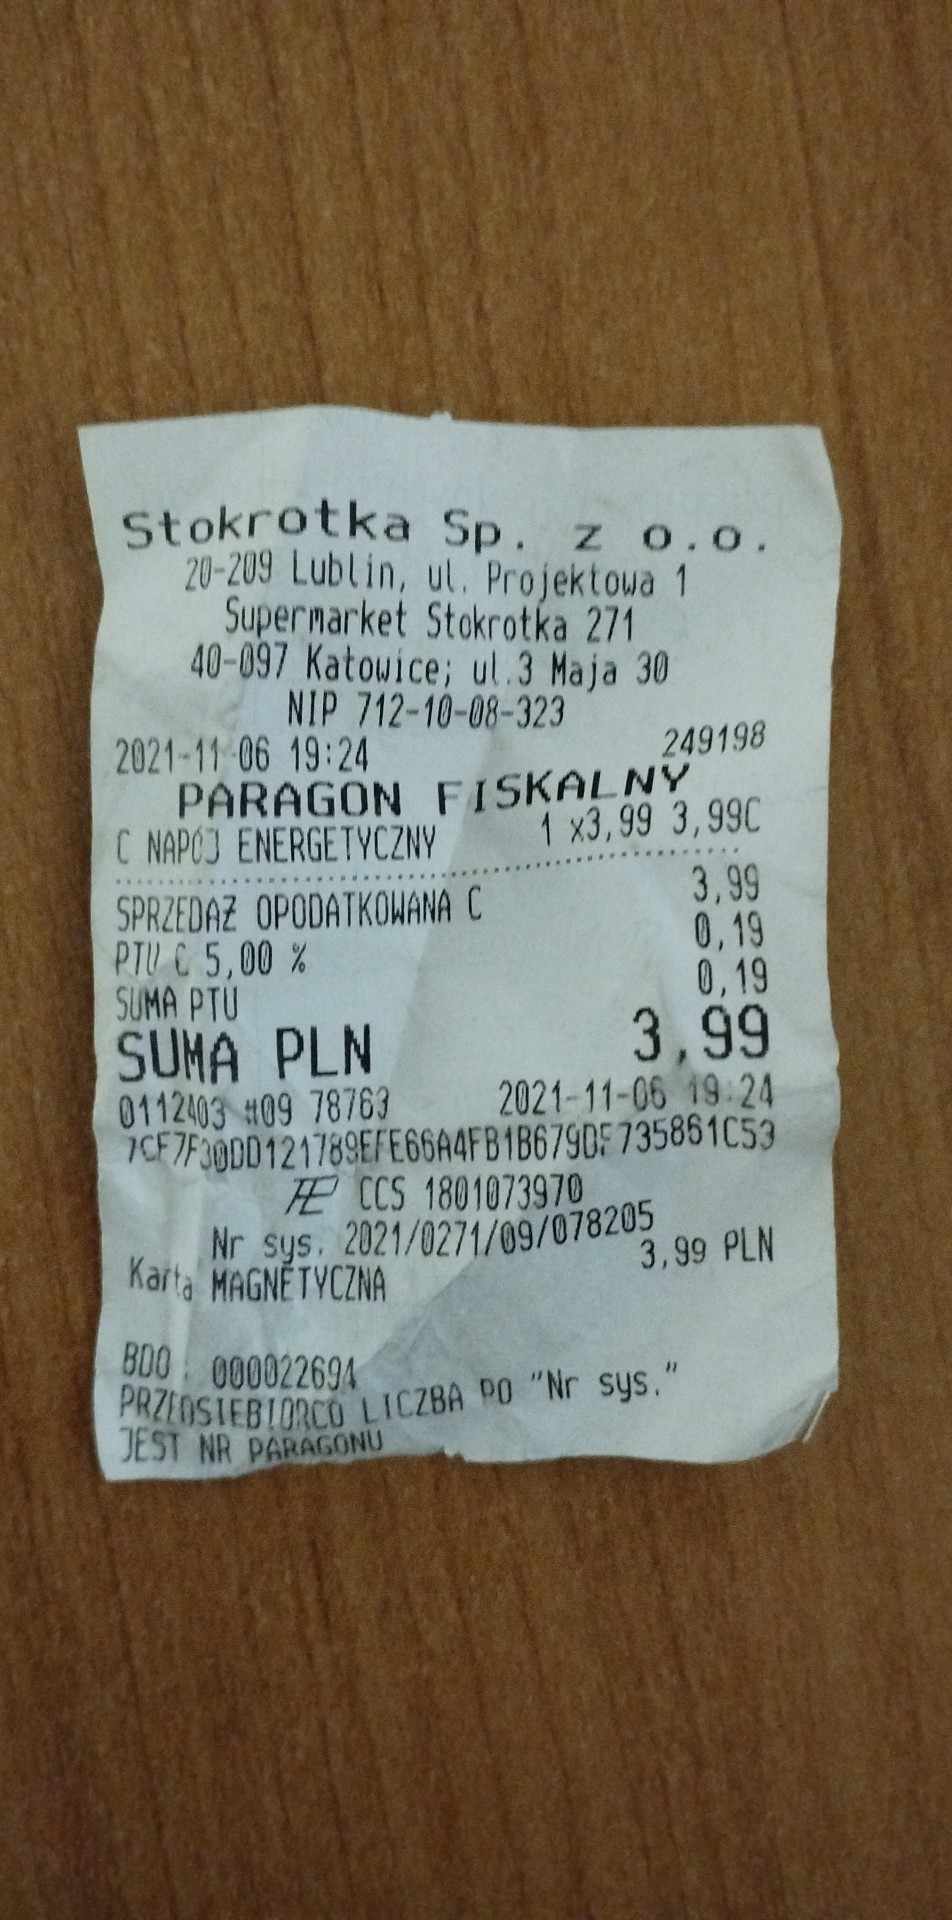 Stokrotka Sp. z o.o.
20-209 Lublin, ul. Projektowa 1
Supermarket Stokrotka 271
40-097 Katowice; ul.3 Maja 30
NIP 712-10-08-323
2021-11-06 19:24 249198
PARAGON FISKALNY
C NAPÓJ ENERGETYCZNY 1 x3,99 3,99C
SPRZEDAŻ OPODATKOWANA C 3,99
PTU C 5,00 % 0,19
SUMA PTU 0,19
SUMA PLN 3,99
0112403 #09 78763 2021-11-06 19:24
7CF7F30DD121789EFE66A4FB1B679DF735861C53
CCS 1801073970
Nr sys. 2021/0271/09/078205
Karta MAGNETYCZNA 3,99 PLN
BDO : 000022694
PRZEDSIEBIORCO LICZBA PO "Nr sys."
JEST NR PARAGONU